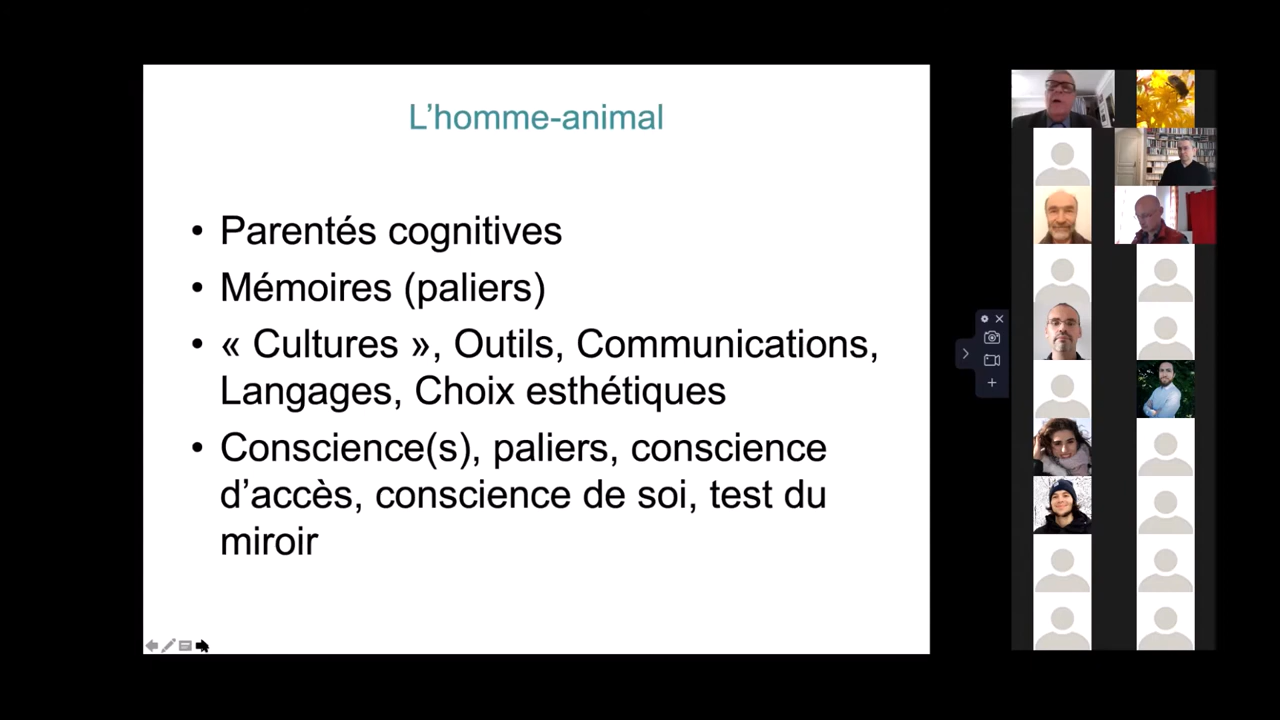 L’homme-animal
• Parentés cognitives
• Mémoires (paliers)
• « Cultures », Outils, Communications,
Langages, Choix esthétiques
• Conscience(s), paliers, conscience
d’accès, conscience de soi, test du
miroir